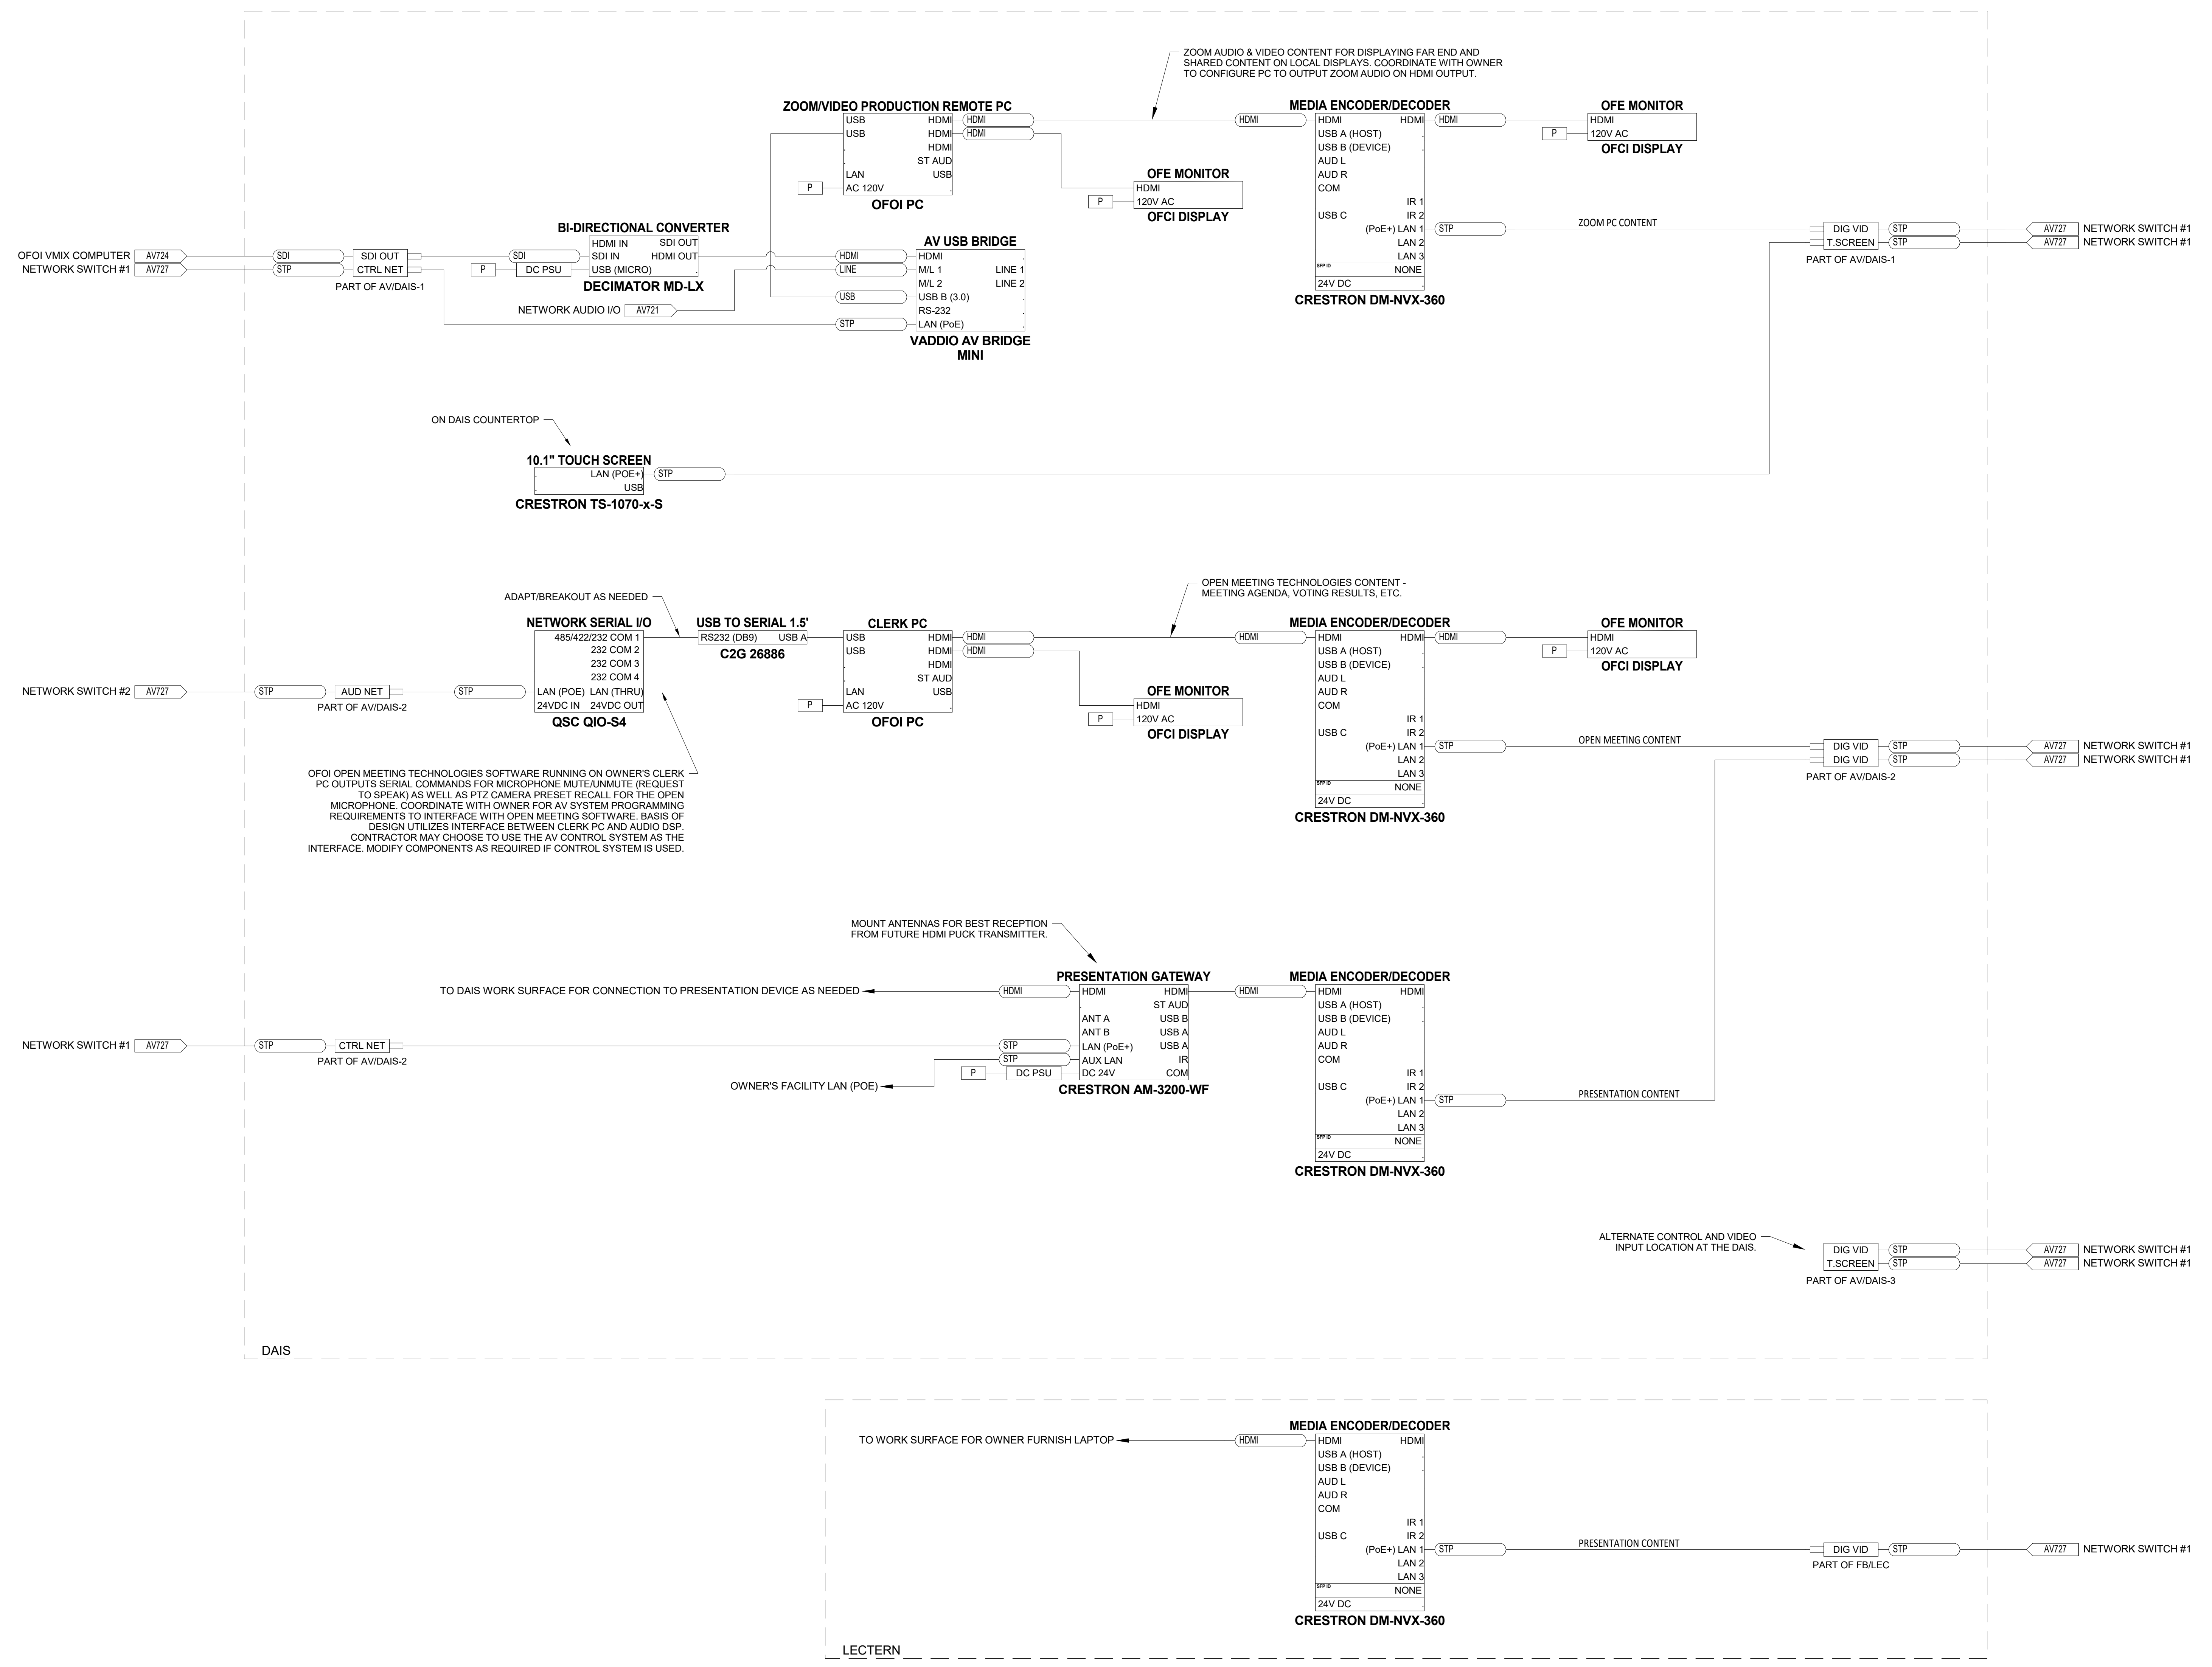 ZOOM AUDIO & VIDEO CONTENT FOR DISPLAYING FAR END AND
SHARED CONTENT ON LOCAL DISPLAYS. COORDINATE WITH OWNER
TO CONFIGURE PC TO OUTPUT ZOOM AUDIO ON HDMI OUTPUT.
ZOOM/VIDEO PRODUCTION REMOTE PC
USB HDMI HDMI
USB HDMI HDMI
HDMI
ST AUD
LAN USB
P AC 120V
OFOI PC
OFE MONITOR
HDMI
P 120V AC
OFCI DISPLAY
MEDIA ENCODER/DECODER
HDMI HDMI HDMI HDMI
USB A (HOST)
USB B (DEVICE)
AUD L
AUD R
COM
IR 1
USB C IR 2
(PoE+) LAN 1 STP ZOOM PC CONTENT
LAN 2
LAN 3
SFP ID NONE
24V DC
CRESTRON DM-NVX-360
OFE MONITOR
HDMI
P 120V AC
OFCI DISPLAY
DIG VID STP AV727 NETWORK SWITCH #1
T.SCREEN STP AV727 NETWORK SWITCH #1
PART OF AV/DAIS-1
OFOI VMIX COMPUTER AV724 SDI SDI OUT SDI
NETWORK SWITCH #1 AV727 STP CTRL NET
PART OF AV/DAIS-1
BI-DIRECTIONAL CONVERTER
HDMI IN SDI OUT
SDI IN HDMI OUT
P DC PSU USB (MICRO)
DECIMATOR MD-LX
NETWORK AUDIO I/O AV721
AV USB BRIDGE
HDMI HDMI
LINE M/L 1 LINE 1
M/L 2 LINE 2
USB USB B (3.0)
RS-232
STP LAN (PoE)
VADDIO AV BRIDGE
MINI
ON DAIS COUNTERTOP
10.1" TOUCH SCREEN
LAN (POE+) STP
USB
CRESTRON TS-1070-x-S
OPEN MEETING TECHNOLOGIES CONTENT -
MEETING AGENDA, VOTING RESULTS, ETC.
ADAPT/BREAKOUT AS NEEDED
NETWORK SERIAL I/O
485/422/232 COM 1
232 COM 2
232 COM 3
232 COM 4
LAN (POE) LAN (THRU)
24VDC IN 24VDC OUT
QSC QIO-S4
NETWORK SWITCH #2 AV727 STP AUD NET STP
PART OF AV/DAIS-2
USB TO SERIAL 1.5'
RS232 (DB9) USB A
C2G 26886
CLERK PC
USB HDMI HDMI
USB HDMI HDMI
HDMI
ST AUD
LAN USB
P AC 120V
OFOI PC
OFE MONITOR
HDMI
P 120V AC
OFCI DISPLAY
MEDIA ENCODER/DECODER
HDMI HDMI HDMI HDMI
USB A (HOST)
USB B (DEVICE)
AUD L
AUD R
COM
IR 1
USB C IR 2
(PoE+) LAN 1 STP OPEN MEETING CONTENT
LAN 2
LAN 3
SFP ID NONE
24V DC
CRESTRON DM-NVX-360
OFE MONITOR
HDMI
P 120V AC
OFCI DISPLAY
DIG VID STP AV727 NETWORK SWITCH #1
DIG VID STP AV727 NETWORK SWITCH #1
PART OF AV/DAIS-2
OFOI OPEN MEETING TECHNOLOGIES SOFTWARE RUNNING ON OWNER'S CLERK
PC OUTPUTS SERIAL COMMANDS FOR MICROPHONE MUTE/UNMUTE (REQUEST
TO SPEAK) AS WELL AS PTZ CAMERA PRESET RECALL FOR THE OPEN
MICROPHONE. COORDINATE WITH OWNER FOR AV SYSTEM PROGRAMMING
REQUIREMENTS TO INTERFACE WITH OPEN MEETING SOFTWARE. BASIS OF
DESIGN UTILIZES INTERFACE BETWEEN CLERK PC AND AUDIO DSP.
CONTRACTOR MAY CHOOSE TO USE THE AV CONTROL SYSTEM AS THE
INTERFACE. MODIFY COMPONENTS AS REQUIRED IF CONTROL SYSTEM IS USED.
MOUNT ANTENNAS FOR BEST RECEPTION
FROM FUTURE HDMI PUCK TRANSMITTER.
TO DAIS WORK SURFACE FOR CONNECTION TO PRESENTATION DEVICE AS NEEDED
PRESENTATION GATEWAY
HDMI HDMI HDMI
ST AUD
ANT A USB B
ANT B USB A
STP LAN (PoE+) USB A
STP AUX LAN IR
P DC PSU DC 24V COM
CRESTRON AM-3200-WF
NETWORK SWITCH #1 AV727 STP CTRL NET
PART OF AV/DAIS-2
OWNER'S FACILITY LAN (POE)
MEDIA ENCODER/DECODER
HDMI HDMI HDMI
USB A (HOST)
USB B (DEVICE)
AUD L
AUD R
COM
IR 1
USB C IR 2
(PoE+) LAN 1 STP PRESENTATION CONTENT
LAN 2
LAN 3
SFP ID NONE
24V DC
CRESTRON DM-NVX-360
ALTERNATE CONTROL AND VIDEO
INPUT LOCATION AT THE DAIS.
DIG VID STP AV727 NETWORK SWITCH #1
T.SCREEN STP AV727 NETWORK SWITCH #1
PART OF AV/DAIS-3
DAIS
TO WORK SURFACE FOR OWNER FURNISH LAPTOP
MEDIA ENCODER/DECODER
HDMI HDMI HDMI
USB A (HOST)
USB B (DEVICE)
AUD L
AUD R
COM
IR 1
USB C IR 2
(PoE+) LAN 1 STP PRESENTATION CONTENT
LAN 2
LAN 3
SFP ID NONE
24V DC
CRESTRON DM-NVX-360
DIG VID STP AV727 NETWORK SWITCH #1
PART OF FB/LEC
LECTERN